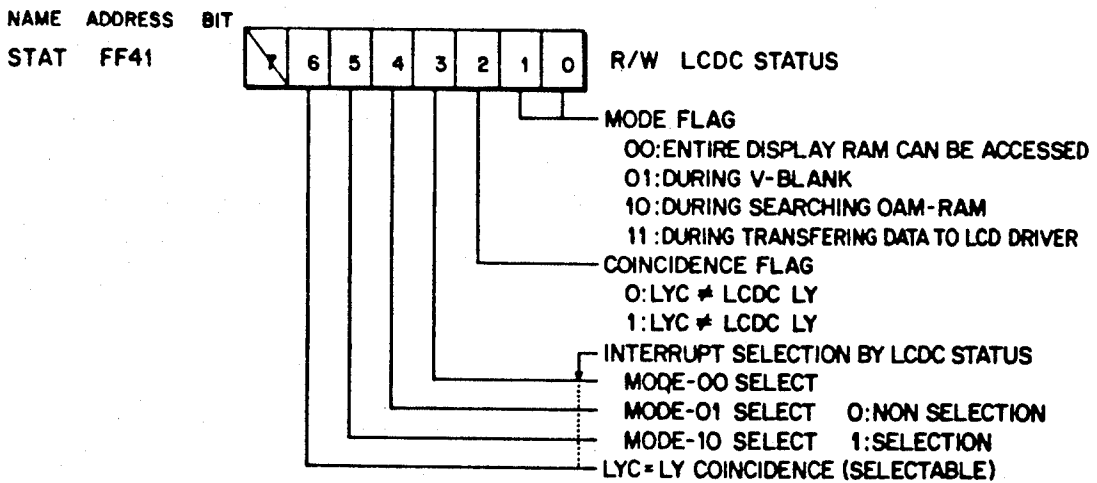 NAME ADDRESS BIT
STAT FF41 7 6 5 4 3 2 1 0 R/W LCDC STATUS
MODE FLAG
00:ENTIRE DISPLAY RAM CAN BE ACCESSED
01:DURING V-BLANK
10:DURING SEARCHING OAM-RAM
11:DURING TRANSFERING DATA TO LCD DRIVER
COINCIDENCE FLAG
0:LYC ≠ LCDC LY
1:LYC ≠ LCDC LY
INTERRUPT SELECTION BY LCDC STATUS
MODE-00 SELECT
MODE-01 SELECT 0:NON SELECTION
MODE-10 SELECT 1:SELECTION
LYC=LY COINCIDENCE (SELECTABLE)